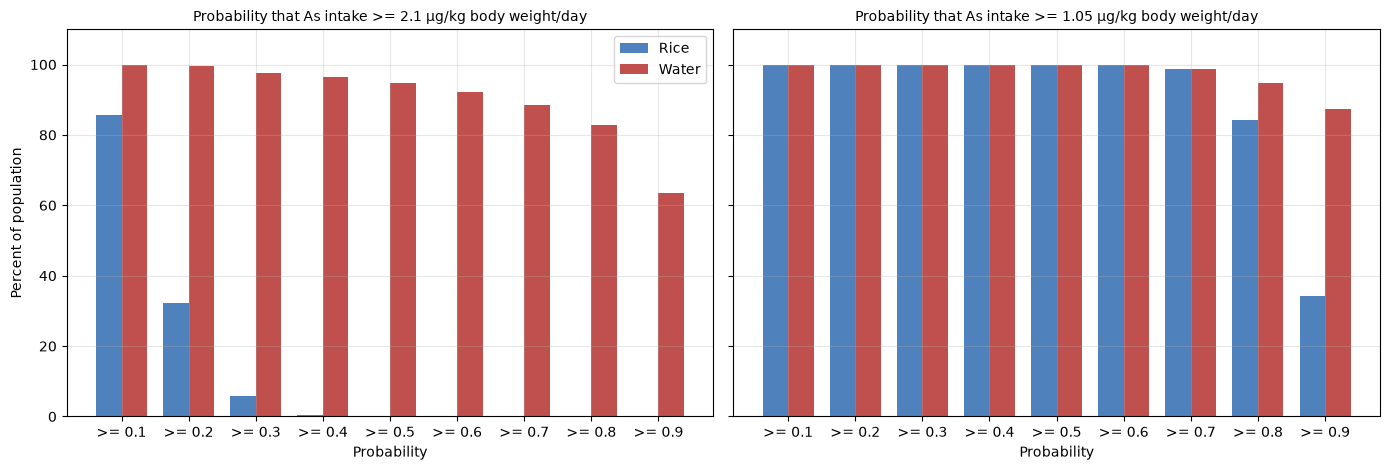 Probability that As intake >= 2.1 µg/kg body weight/day
Rice
Water
Percent of population
100
80
60
40
20
0
>= 0.1 >= 0.2 >= 0.3 >= 0.4 >= 0.5 >= 0.6 >= 0.7 >= 0.8 >= 0.9
Probability
Probability that As intake >= 1.05 µg/kg body weight/day
>= 0.1 >= 0.2 >= 0.3 >= 0.4 >= 0.5 >= 0.6 >= 0.7 >= 0.8 >= 0.9
Probability